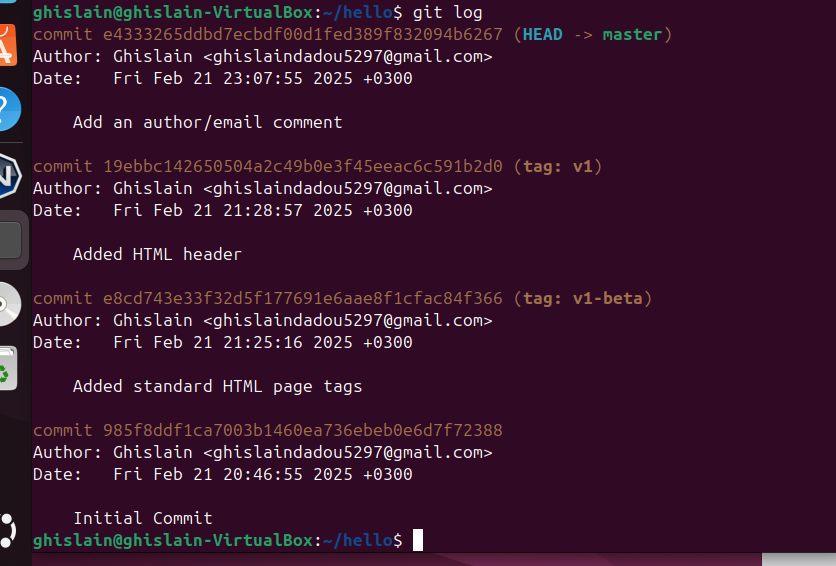 ghislain@ghislain-VirtualBox:~/hello$ git log
commit e4333265ddbd7ecbdf00d1fed389f832094b6267 (HEAD -> master)
Author: Ghislain <ghislaindadou5297@gmail.com>
Date:   Fri Feb 21 23:07:55 2025 +0300
    Add an author/email comment
commit 19ebbc142650504a2c49b0e3f45eeac6c591b2d0 (tag: v1)
Author: Ghislain <ghislaindadou5297@gmail.com>
Date:   Fri Feb 21 21:28:57 2025 +0300
    Added HTML header
commit e8cd743e33f32d5f177691e6aae8f1cfac84f366 (tag: v1-beta)
Author: Ghislain <ghislaindadou5297@gmail.com>
Date:   Fri Feb 21 21:25:16 2025 +0300
    Added standard HTML page tags
commit 985f8ddf1ca7003b1460ea736ebeb0e6d7f72388
Author: Ghislain <ghislaindadou5297@gmail.com>
Date:   Fri Feb 21 20:46:55 2025 +0300
    Initial Commit
ghislain@ghislain-VirtualBox:~/hello$